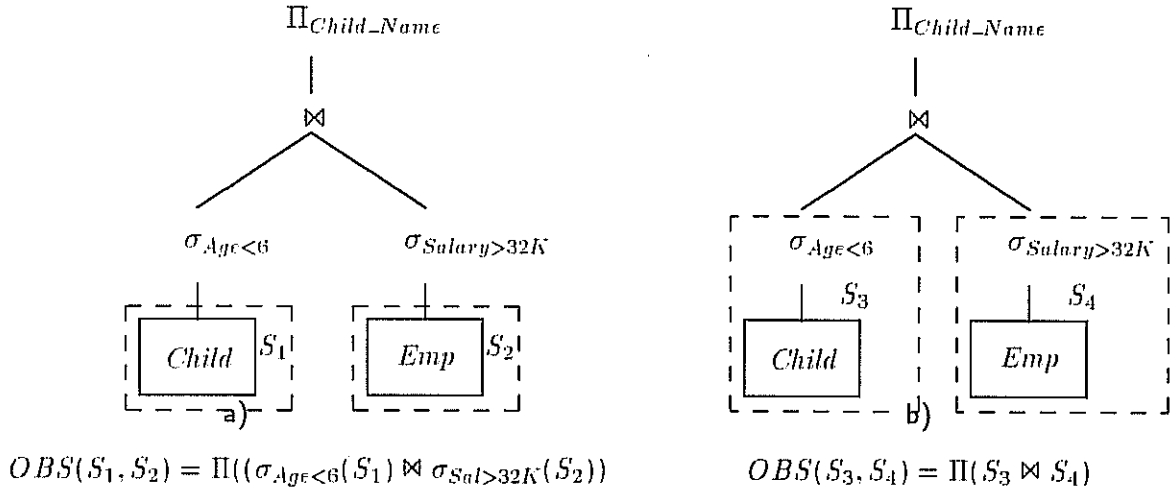 Π_{Child_Name} Π_{Child_Name}
⋈ ⋈
σ_{Age<6} σ_{Salary>32K} σ_{Age<6} σ_{Salary>32K}
S_3 S_4
Child S_1 Emp S_2 Child Emp
a) b)
OBS(S_1, S_2) = Π((σ_{Age<6}(S_1) ⋈ σ_{Sal>32K}(S_2)) OBS(S_3, S_4) = Π(S_3 ⋈ S_4)